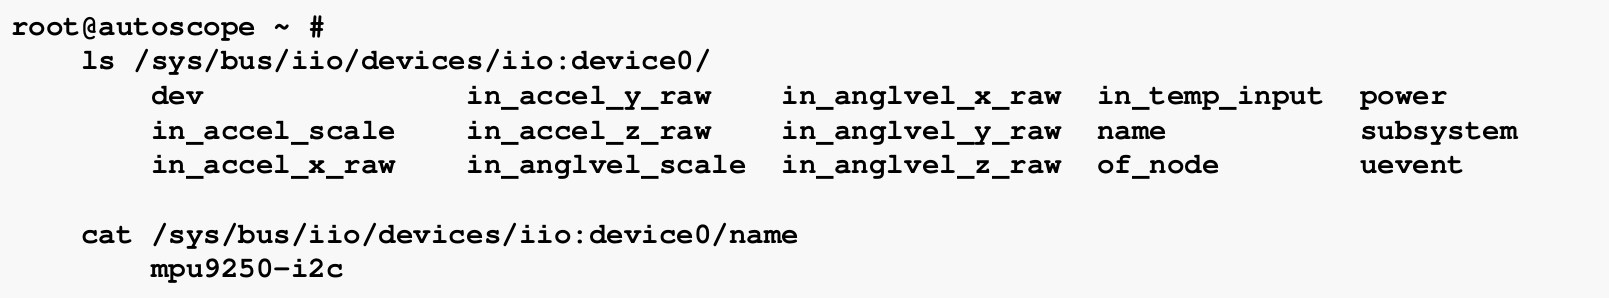 root@autoscope ~ #
ls /sys/bus/iio/devices/iio:device0/
dev in_accel_y_raw in_anglvel_x_raw in_temp_input power
in_accel_scale in_accel_z_raw in_anglvel_y_raw name subsystem
in_accel_x_raw in_anglvel_scale in_anglvel_z_raw of_node uevent
cat /sys/bus/iio/devices/iio:device0/name
mpu9250-i2c